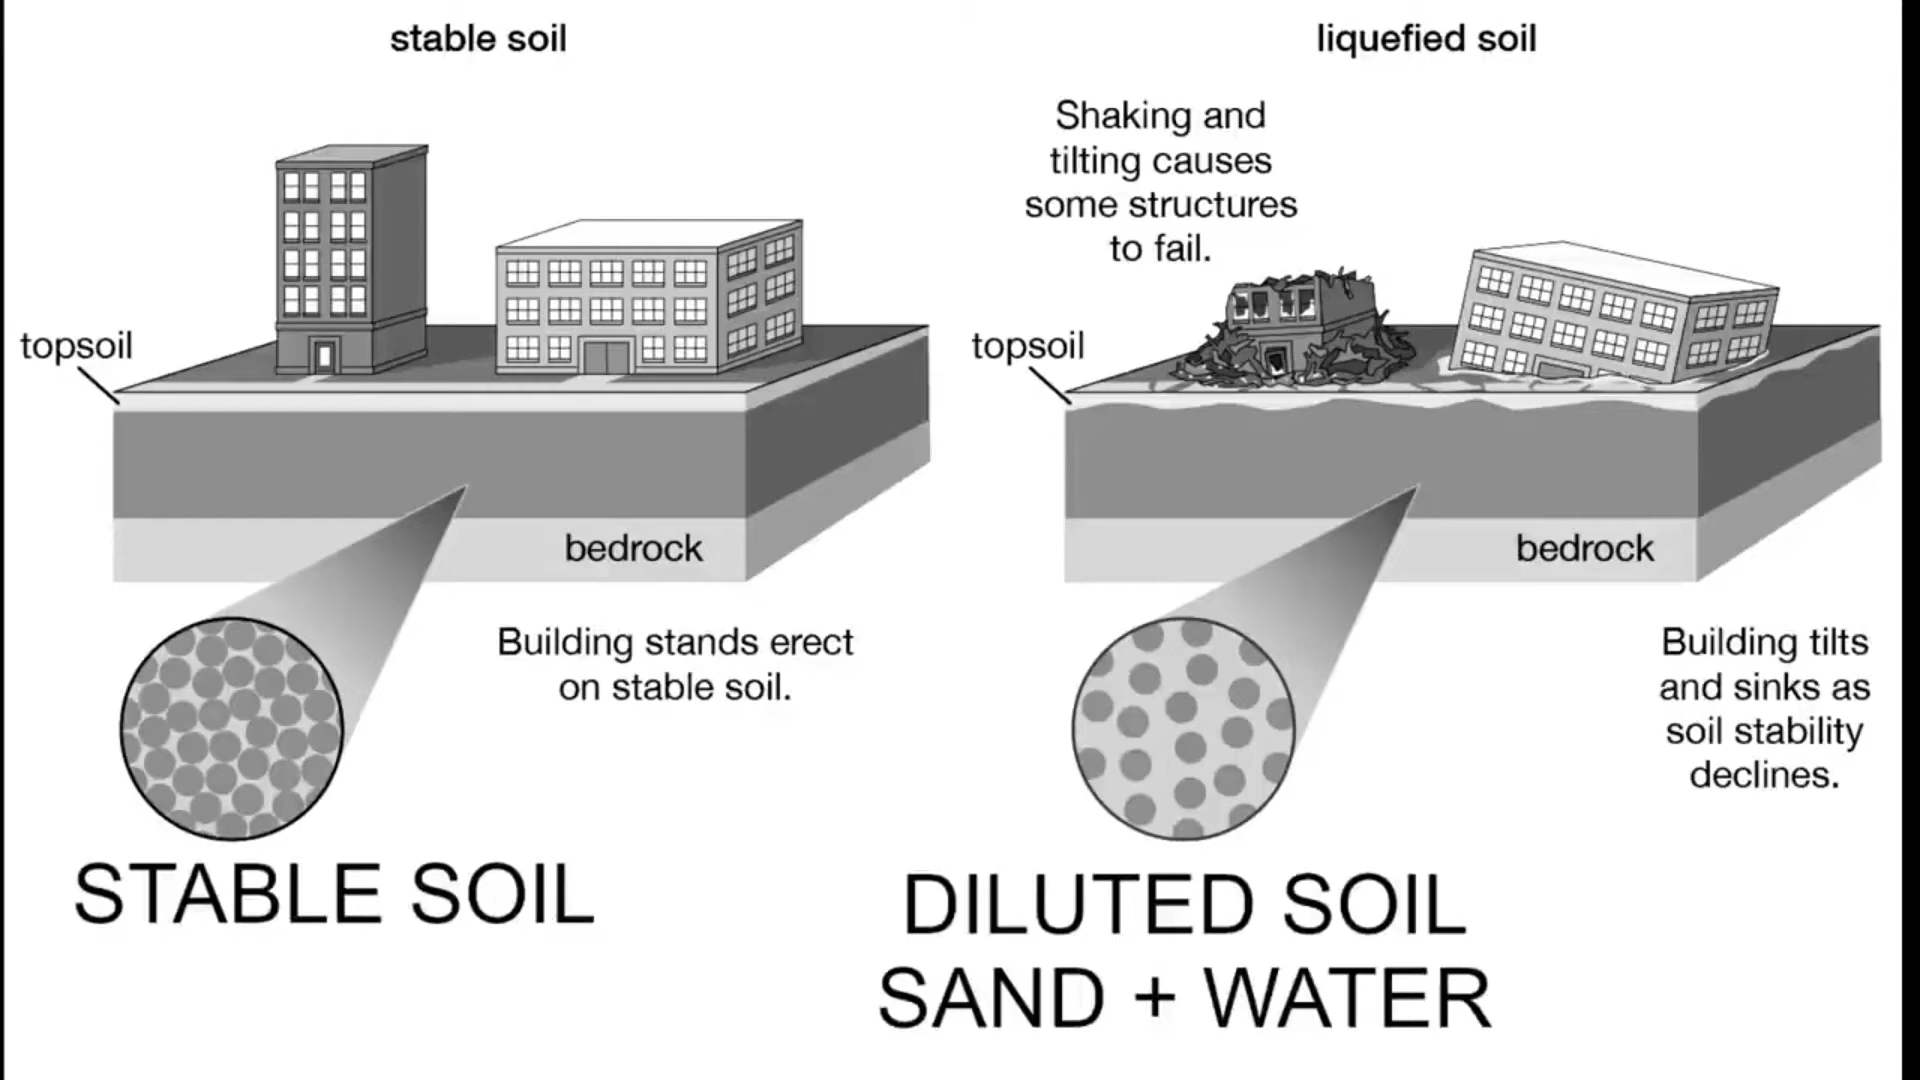 stable soil
topsoil
bedrock
Building stands erect
on stable soil.
STABLE SOIL
liquefied soil
Shaking and
tilting causes
some structures
to fail.
topsoil
bedrock
Building tilts
and sinks as
soil stability
declines.
DILUTED SOIL
SAND + WATER